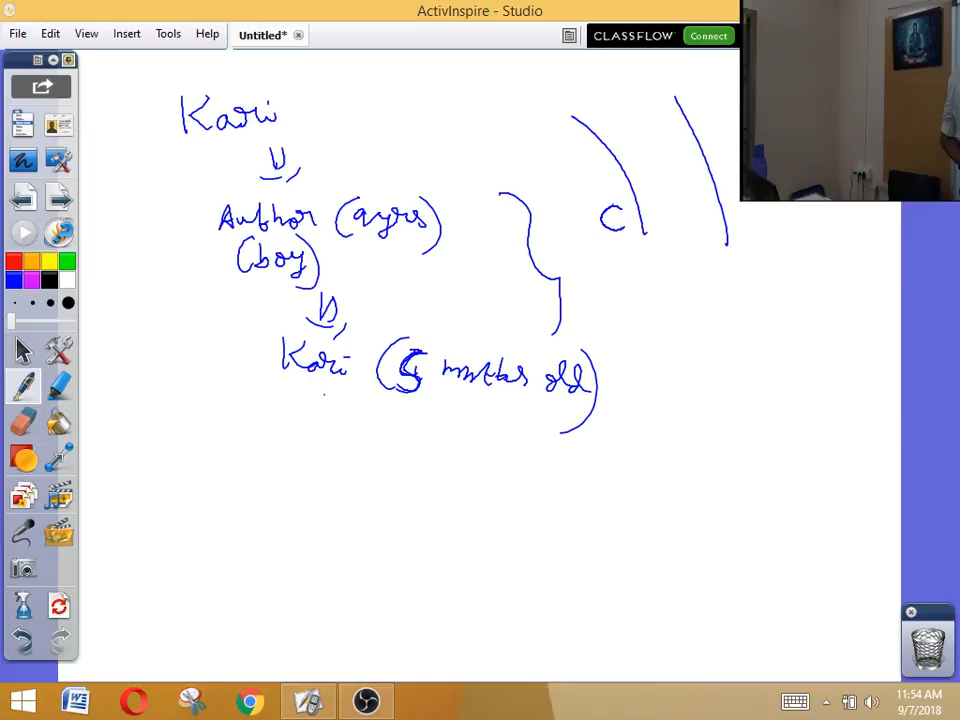 ActivInspire - Studio
File Edit View Insert Tools Help Untitled* CLASSFLOW Connect
Kari
Author (9yrs)
(boy)
C
Kari (5 months old)
11:54 AM
9/7/2018